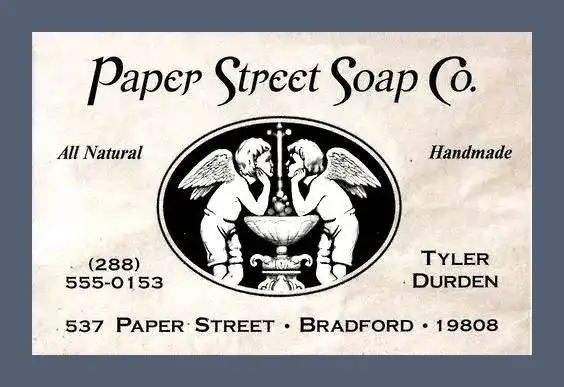 Paper Street Soap Co.
All Natural
Handmade
(288)
555-0153
TYLER
DURDEN
537 PAPER STREET • BRADFORD • 19808